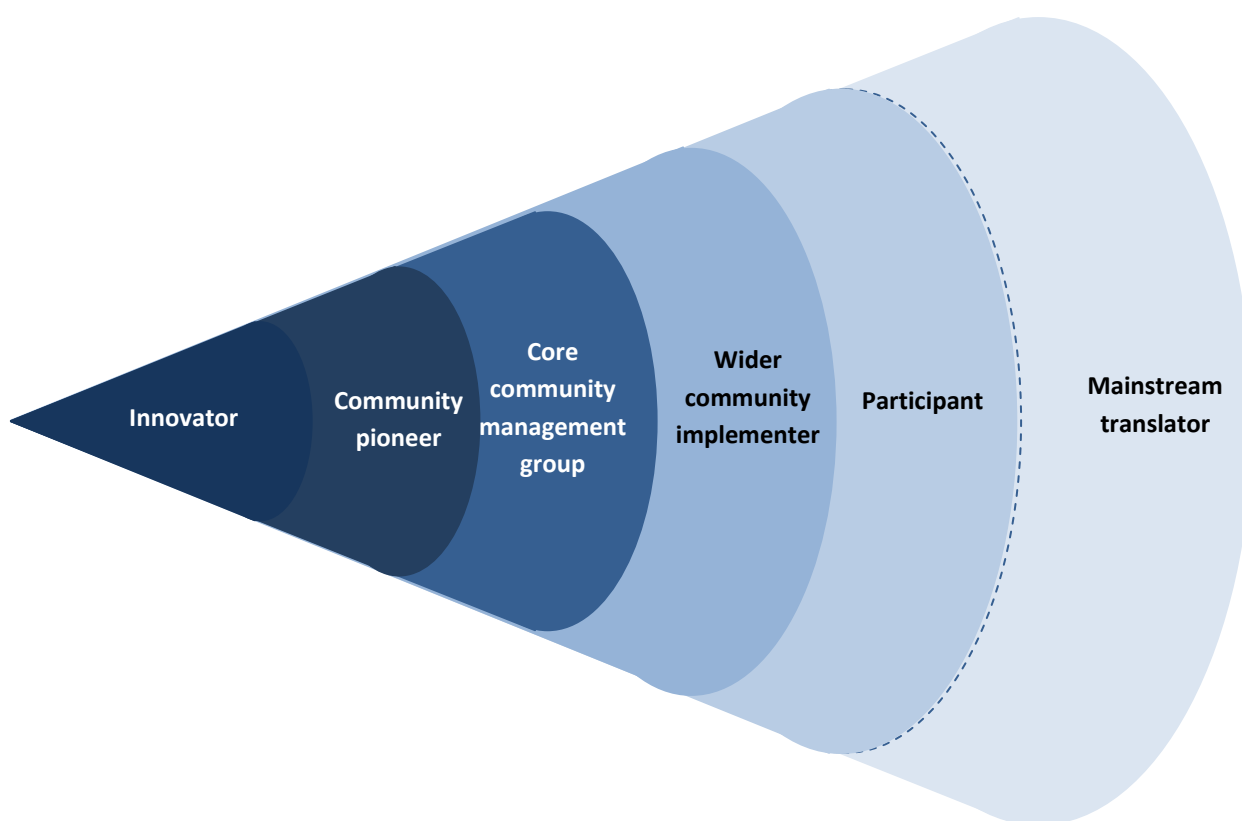 Innovator
Community
pioneer
Core
community
management
group
Wider
community
implementer
Participant
Mainstream
translator